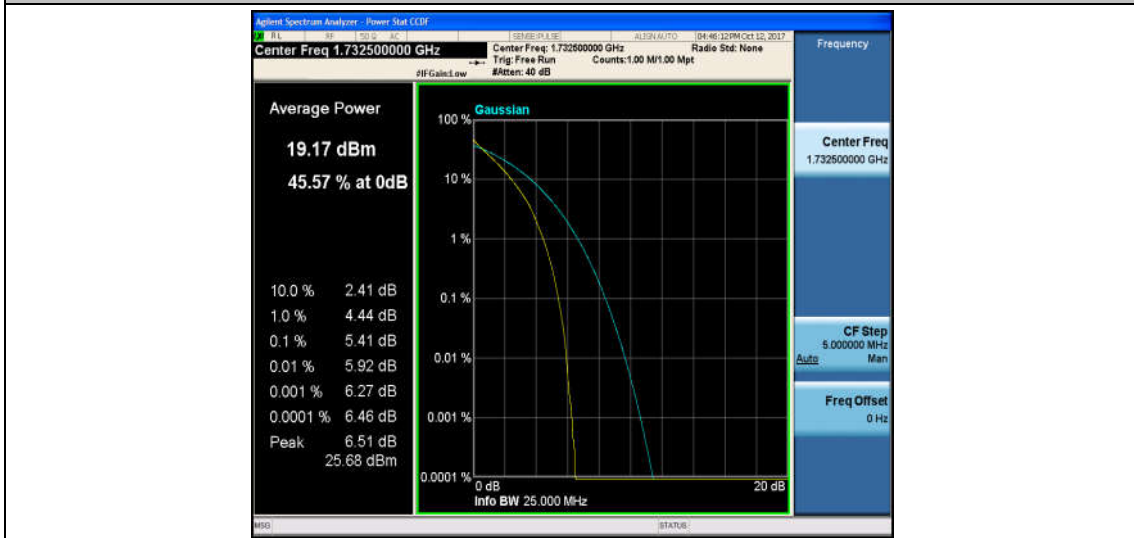 Agilent Spectrum Analyzer - Power Stat CCDF
RL RF 50 Ω AC SENSE:PULSE ALIGN AUTO 04:46:12 PM Oct 12, 2017
Center Freq 1.732500000 GHz
Center Freq: 1.732500000 GHz Radio Std: None
Trig: Free Run Counts:1.00 M/1.00 Mpt
#IFGain:Low #Atten: 40 dB
Frequency
Average Power
19.17 dBm
45.57 % at 0dB
10.0 % 2.41 dB
1.0 % 4.44 dB
0.1 % 5.41 dB
0.01 % 5.92 dB
0.001 % 6.27 dB
0.0001 % 6.46 dB
Peak 6.51 dB
25.68 dBm
Gaussian
100 %
10 %
1 %
0.1 %
0.01 %
0.001 %
0.0001 %
0 dB 20 dB
Info BW 25.000 MHz
Center Freq
1.732500000 GHz
CF Step
5.000000 MHz
Auto Man
Freq Offset
0 Hz
MSG STATUS